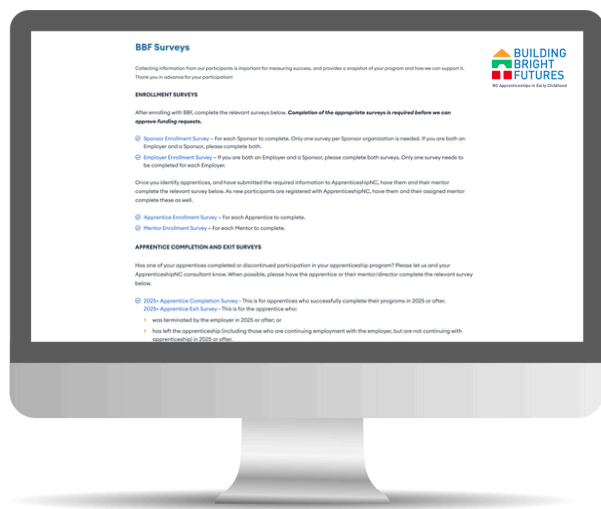 BBF Surveys
BUILDING
BRIGHT
FUTURES
NC Apprenticeships in Early Childhood
Collecting information from our participants is important for measuring success, and provides a snapshot of your program and how we can support it.
Thank you in advance for your participation!
ENROLLMENT SURVEYS
After enrolling with BBF, complete the relevant surveys below. Completion of the appropriate surveys is required before we can
approve funding requests.
Sponsor Enrollment Survey – For each Sponsor to complete. Only one survey per Sponsor organization is needed. If you are both an
Employer and a Sponsor, please complete both.
Employer Enrollment Survey – If you are both an Employer and a Sponsor, please complete both surveys. Only one survey needs to
be completed for each Employer.
Once you identify apprentices, and have submitted the required information to ApprenticeshipNC, have them and their mentor
complete the relevant survey below. As new participants are registered with ApprenticeshipNC, have them and their assigned mentor
complete these as well.
Apprentice Enrollment Survey – For each Apprentice to complete.
Mentor Enrollment Survey – For each Mentor to complete.
APPRENTICE COMPLETION AND EXIT SURVEYS
Has one of your apprentices completed or discontinued participation in your apprenticeship program? Please let us and your
ApprenticeshipNC consultant know. When possible, please have the apprentice or their mentor/director complete the relevant survey
below.
2025+ Apprentice Completion Survey - This is for apprentices who successfully complete their programs in 2025 or after.
2025+ Apprentice Exit Survey - This is for the apprentice who:
was terminated by the employer in 2025 or after; or
has left the apprenticeship (including those who are continuing employment with the employer, but are not continuing with
apprenticeship) in 2025 or after.